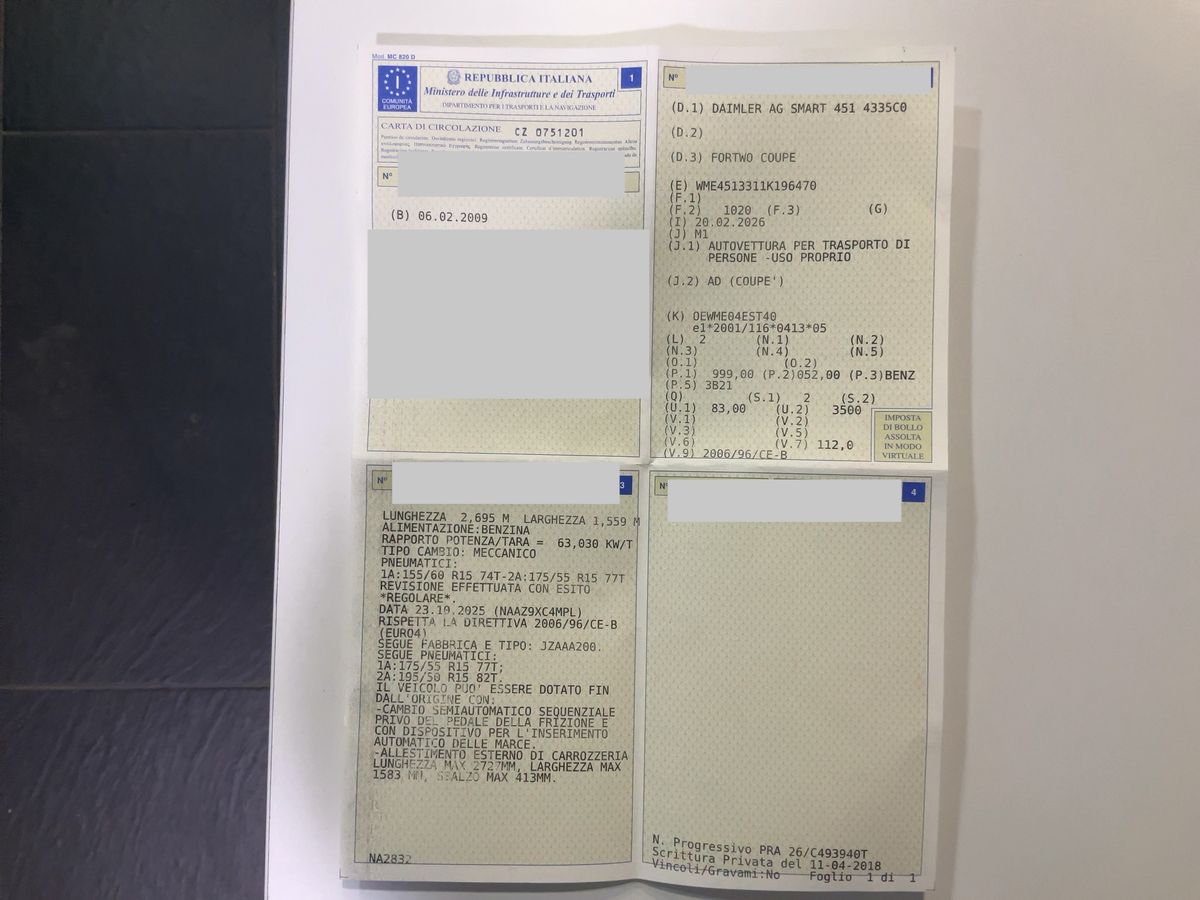 Mod. MC 820 D
COMUNITÀ
EUROPEA
I
REPUBBLICA ITALIANA
1
Ministero delle Infrastrutture e dei Trasporti
DIPARTIMENTO PER I TRASPORTI E LA NAVIGAZIONE
CARTA DI CIRCOLAZIONE CZ 0751201
N°
(B) 06.02.2009
N°
(D.1) DAIMLER AG SMART 451 4335C0
(D.2)
(D.3) FORTWO COUPE
(E) WME4513311K196470
(F.1)
(F.2) 1020 (F.3) (G)
(I) 20.02.2026
(J) M1
(J.1) AUTOVETTURA PER TRASPORTO DI
PERSONE -USO PROPRIO
(J.2) AD (COUPE')
(K) OEWME04EST40
e1*2001/116*0413*05
(L) 2 (N.1) (N.2)
(N.3) (N.4) (N.5)
(O.1) (O.2)
(P.1) 999,00 (P.2)052,00 (P.3)BENZ
(P.5) 3B21
(Q) (S.1) 2 (S.2)
(U.1) 83,00 (U.2) 3500
(V.1) (V.2)
(V.3) (V.5)
(V.6) (V.7) 112,0
(V.9) 2006/96/CE-B
IMPOSTA
DI BOLLO
ASSOLTA
IN MODO
VIRTUALE
N°
3
LUNGHEZZA 2,695 M LARGHEZZA 1,559 M
ALIMENTAZIONE:BENZINA
RAPPORTO POTENZA/TARA = 63,030 KW/T
TIPO CAMBIO: MECCANICO
PNEUMATICI:
1A:155/60 R15 74T-2A:175/55 R15 77T
REVISIONE EFFETTUATA CON ESITO
*REGOLARE*.
DATA 23.10.2025 (NAAZ9XC4MPL)
RISPETTA LA DIRETTIVA 2006/96/CE-B
(EURO4)
SEGUE FABBRICA E TIPO: JZAAA200.
SEGUE PNEUMATICI:
1A:175/55 R15 77T;
2A:195/50 R15 82T.
IL VEICOLO PUO' ESSERE DOTATO FIN
DALL'ORIGINE CON:
-CAMBIO SEMIAUTOMATICO SEQUENZIALE
PRIVO DEL PEDALE DELLA FRIZIONE E
CON DISPOSITIVO PER L'INSERIMENTO
AUTOMATICO DELLE MARCE.
-ALLESTIMENTO ESTERNO DI CARROZZERIA
LUNGHEZZA MAX 2727MM, LARGHEZZA MAX
1583 MM, SBALZO MAX 413MM.
NA2832
N°
4
N. Progressivo PRA 26/C493940T
Scrittura Privata del 11-04-2018
Vincoli/Gravami:No Foglio 1 di 1